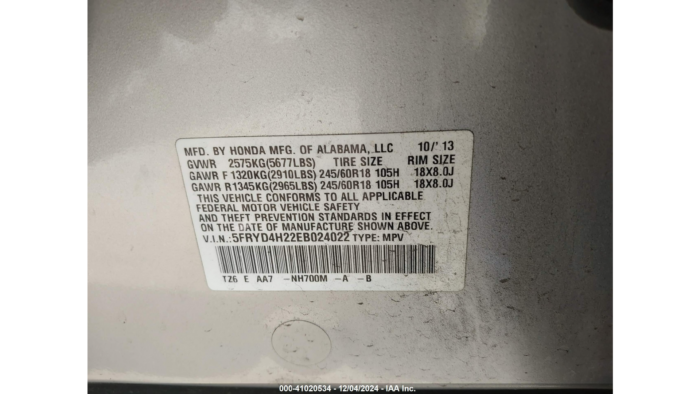 MFD. BY HONDA MFG. OF ALABAMA, LLC 10/'13
GVWR 2575KG(5677LBS) TIRE SIZE RIM SIZE
GAWR F 1320KG(2910LBS) 245/60R18 105H 18X8.0J
GAWR R1345KG(2965LBS) 245/60R18 105H 18X8.0J
THIS VEHICLE CONFORMS TO ALL APPLICABLE
FEDERAL MOTOR VEHICLE SAFETY
AND THEFT PREVENTION STANDARDS IN EFFECT
ON THE DATE OF MANUFACTURE SHOWN ABOVE.
V.I.N.: 5FRYD4H22EB024022 TYPE: MPV
TZ6 E AA7 -NH700M -A -B
000-41020534 - 12/04/2024 - IAA Inc.